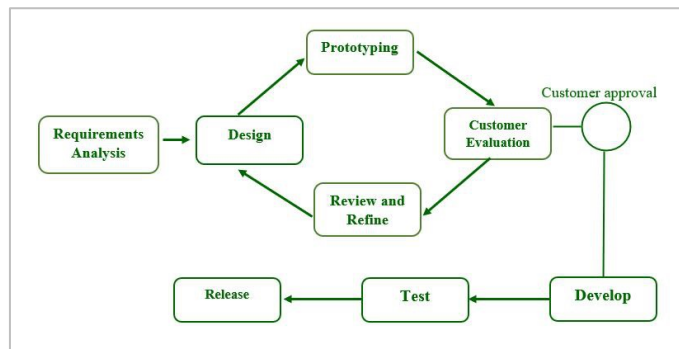 Prototyping
Customer approval
Requirements
Analysis
Design
Customer
Evaluation
Review and
Refine
Release
Test
Develop